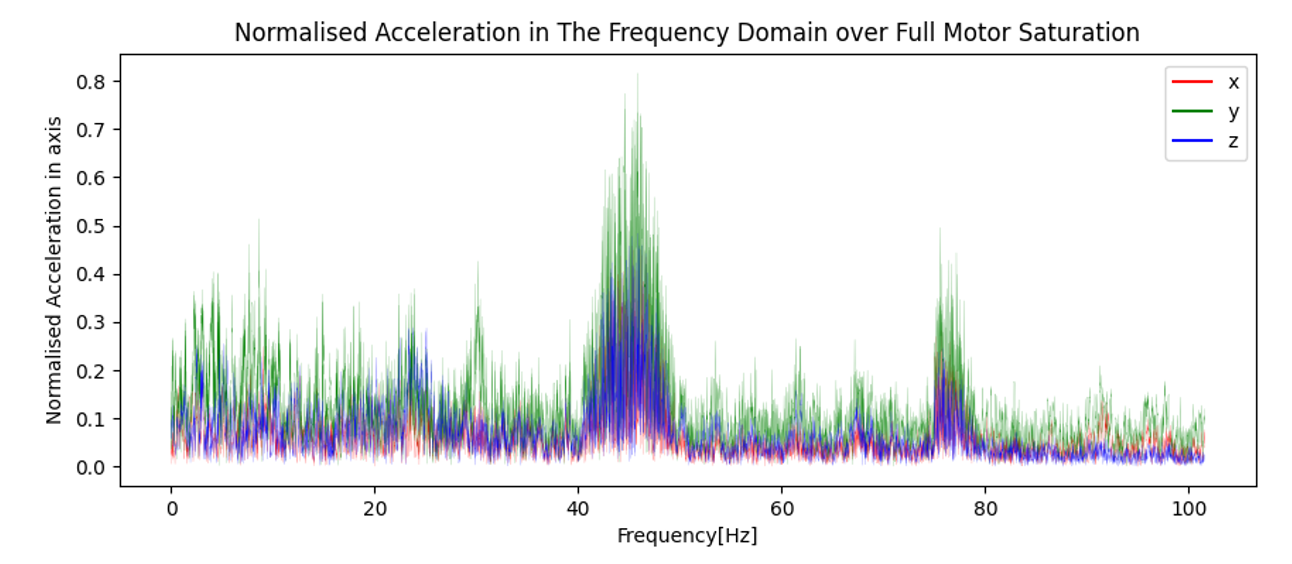 Normalised Acceleration in The Frequency Domain over Full Motor Saturation
x
y
z
Normalised Acceleration in axis
0.8
0.7
0.6
0.5
0.4
0.3
0.2
0.1
0.0
0 20 40 60 80 100
Frequency[Hz]